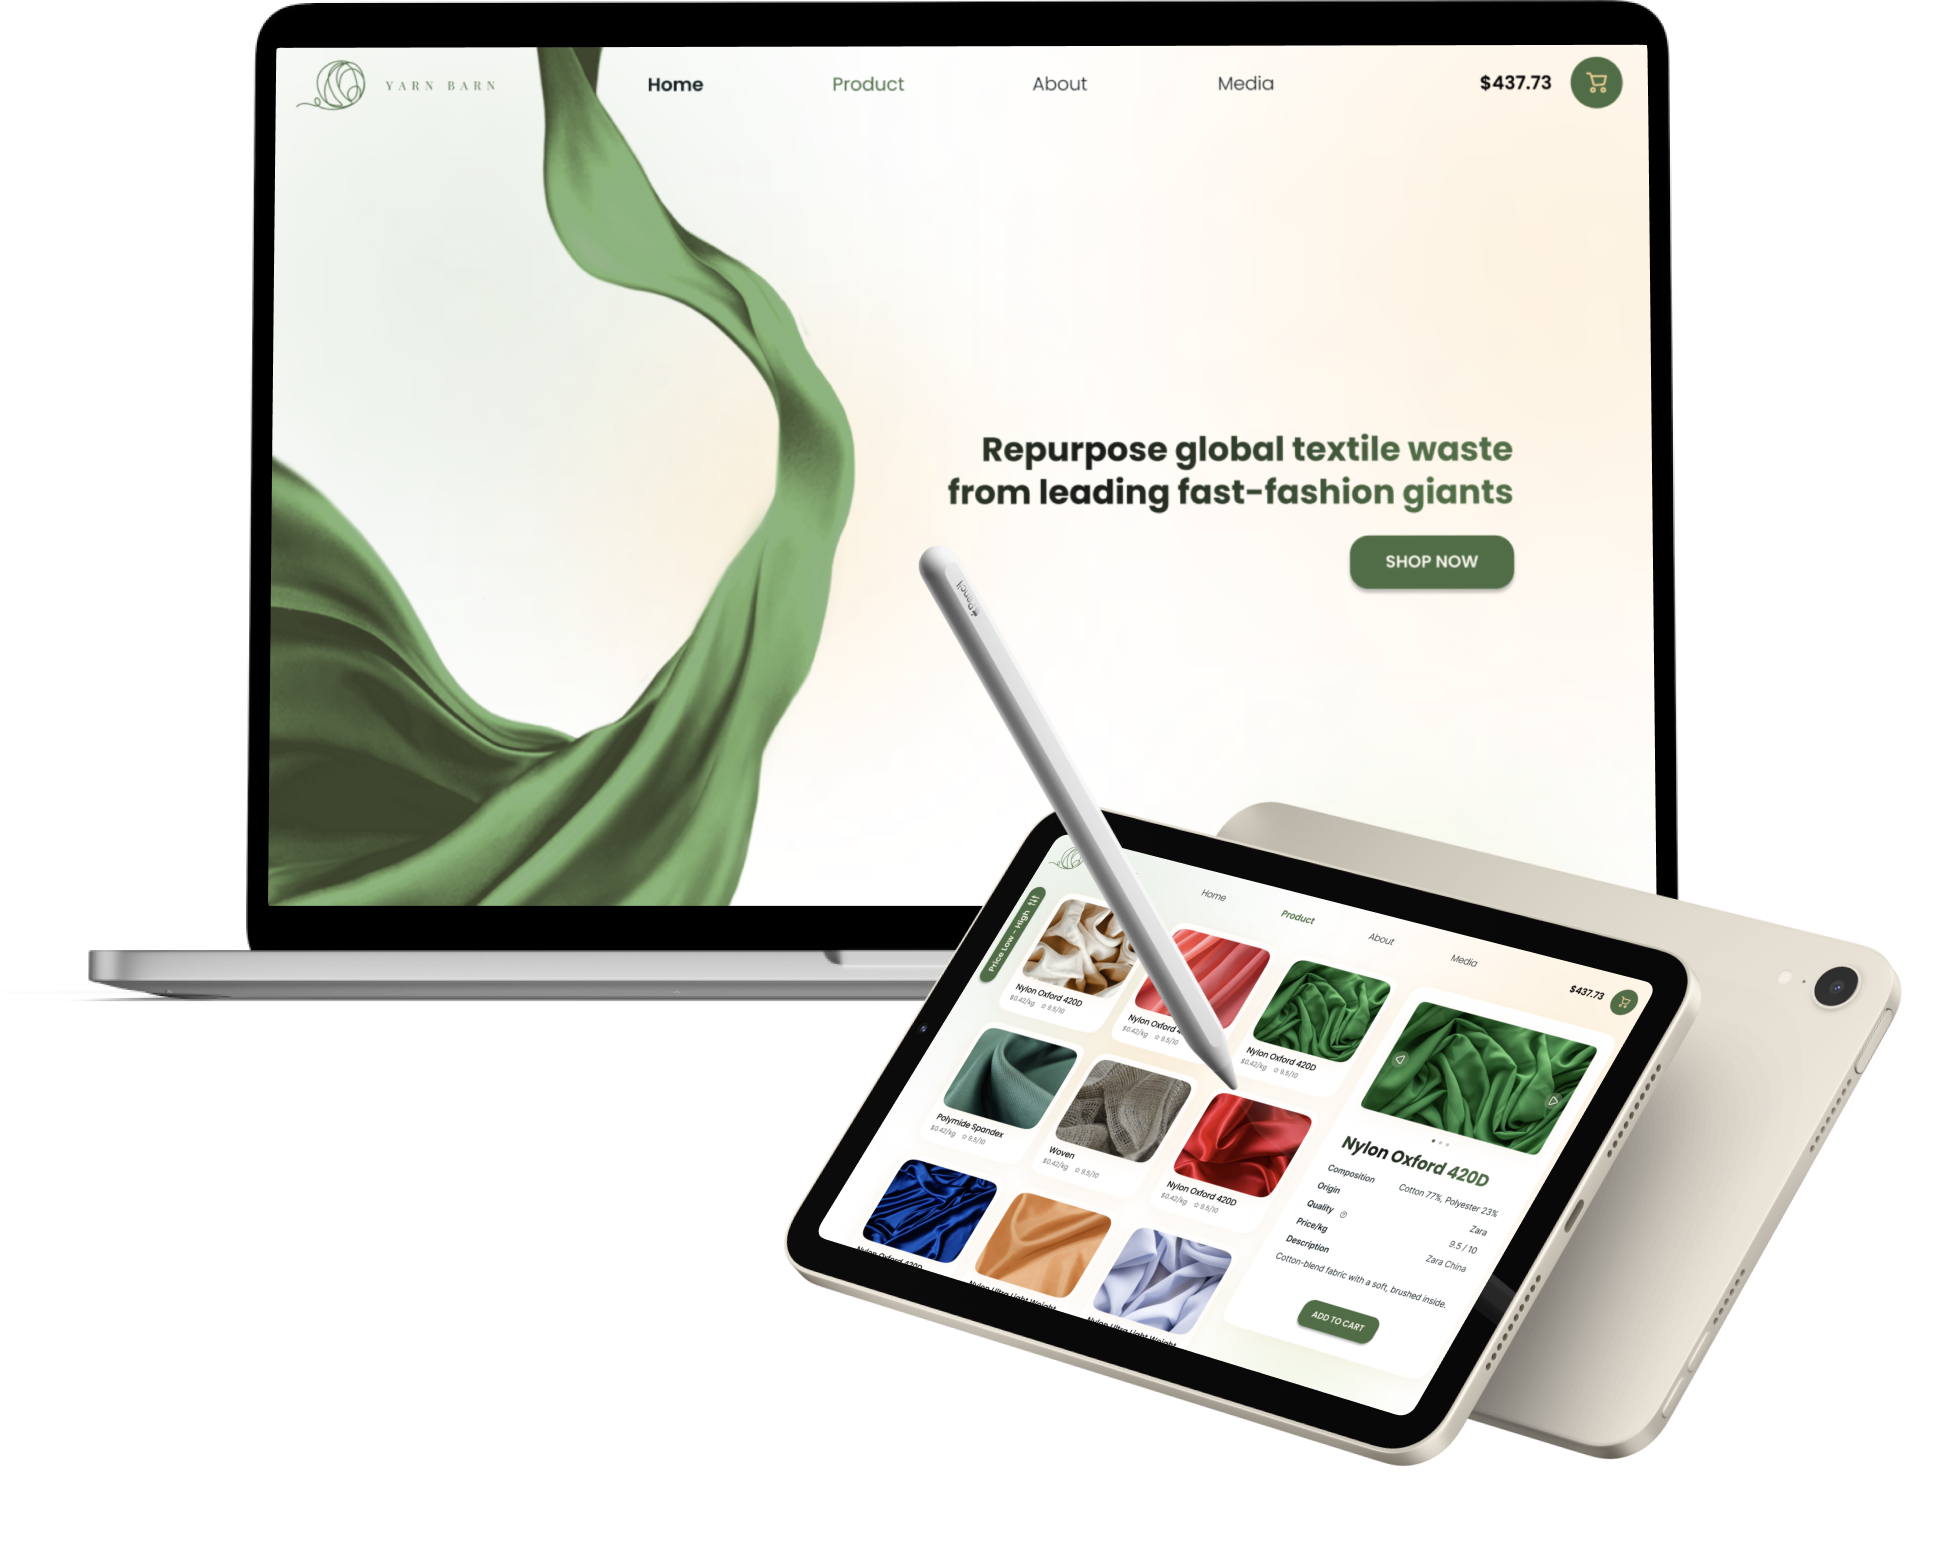 YARN BARN
Home
Product
About
Media
$437.73
Repurpose global textile waste
from leading fast-fashion giants
SHOP NOW
Pencil
Home
Product
About
Media
$437.73
Price Low - High
Nylon Oxford 420D
$0.42/kg 9.5/10
Nylon Oxford
$0.42/kg 9.5/10
Nylon Oxford 420D
$0.42/kg 9.5/10
Polymide Spandex
$0.42/kg 9.5/10
Woven
$0.42/kg 9.5/10
Nylon Oxford 420D
$0.42/kg 9.5/10
Nylon Oxford 420D
Nylon Ultra Light Weight
Nylon Ultra Light Weight
Nylon Oxford 420D
Composition Cotton 77%, Polyester 23%
Origin Zara
Quality 9.5 / 10
Price/kg Zara China
Description
Cotton-blend fabric with a soft, brushed inside.
ADD TO CART